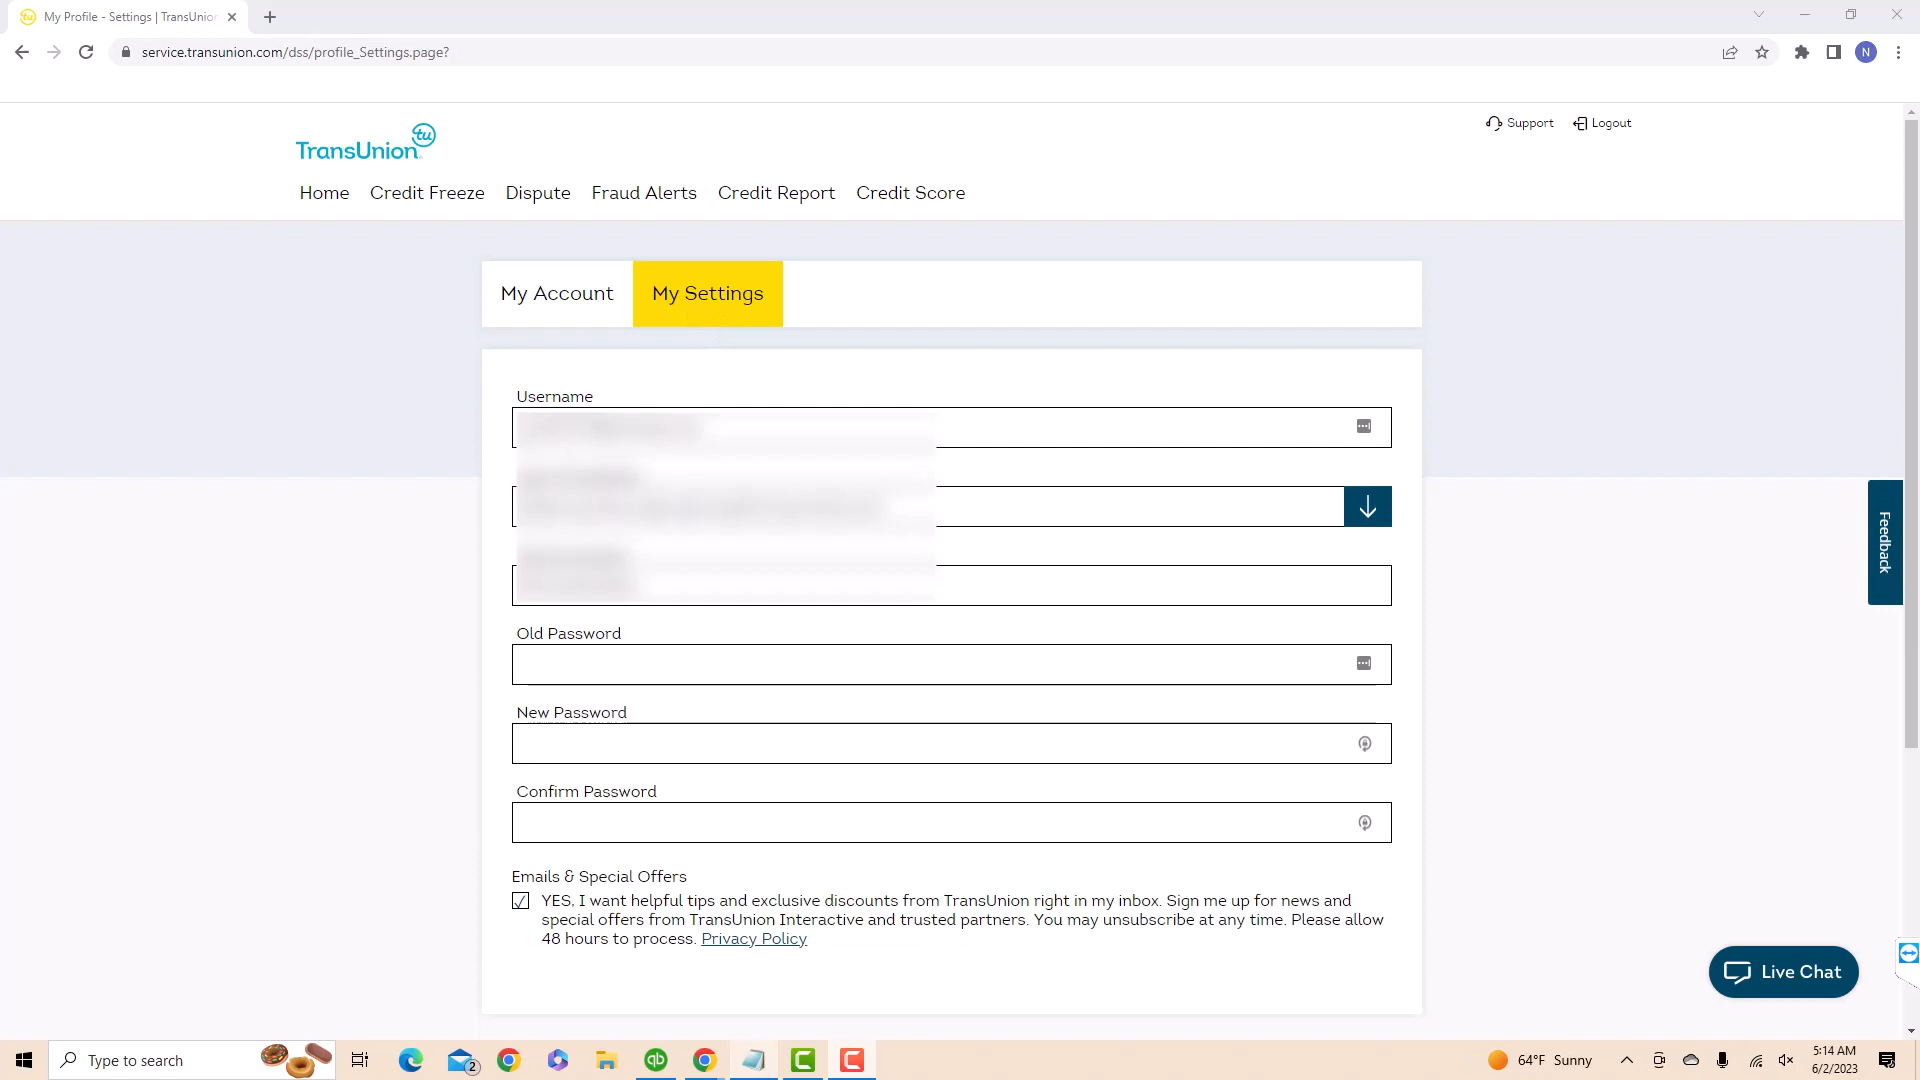 My Profile - Settings | TransUnion
service.transunion.com/dss/profile_Settings.page?
N
Support
Logout
TransUnion
tu
Home
Credit Freeze
Dispute
Fraud Alerts
Credit Report
Credit Score
My Account
My Settings
Username
Old Password
New Password
Confirm Password
Emails & Special Offers
YES, I want helpful tips and exclusive discounts from TransUnion right in my inbox. Sign me up for news and
special offers from TransUnion Interactive and trusted partners. You may unsubscribe at any time. Please allow
48 hours to process. Privacy Policy
Feedback
Live Chat
Type to search
2
qb
64°F Sunny
5:14 AM
6/2/2023